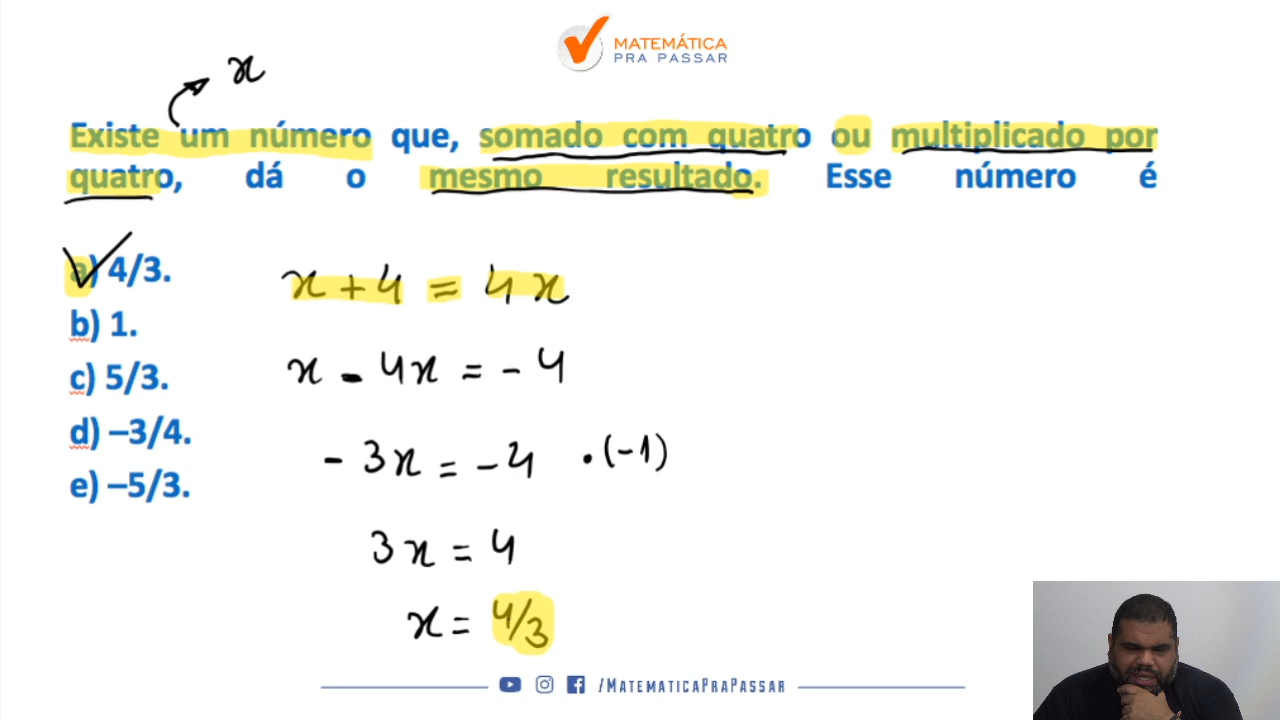 MATEMÁTICA
PRA PASSAR
x
Existe um número que, somado com quatro ou multiplicado por
quatro, dá o mesmo resultado. Esse número é
a) 4/3.
b) 1.
c) 5/3.
d) –3/4.
e) –5/3.
x + 4 = 4x
x - 4x = - 4
- 3x = - 4 · (-1)
3x = 4
x = 4/3
/MATEMATICAPRAPASSAR